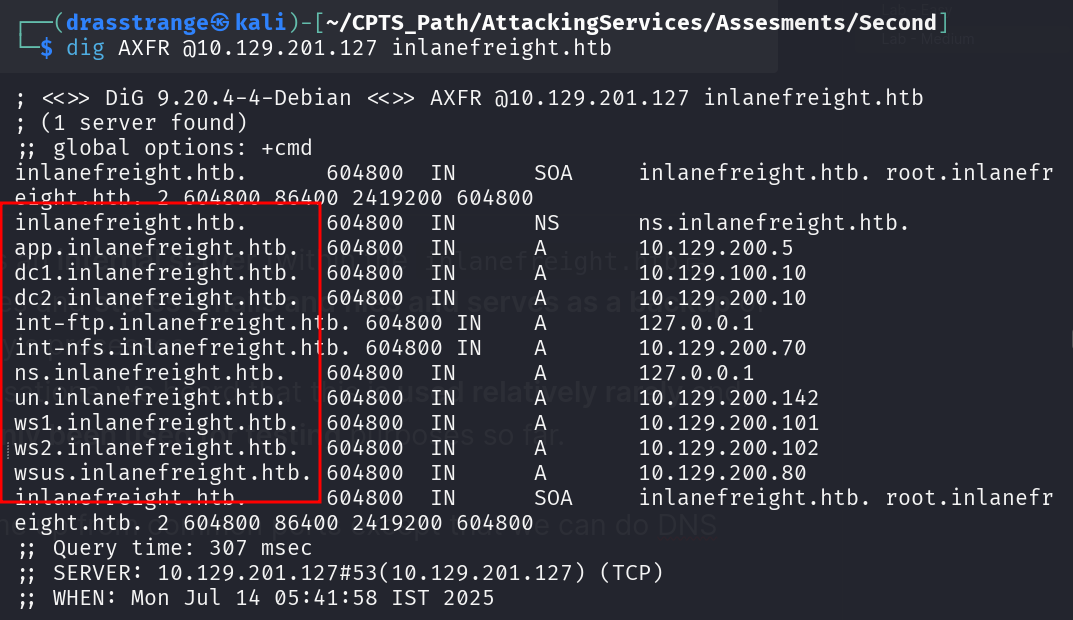 ┌──(drasstrange㉿kali)-[~/CPTS_Path/AttackingServices/Assesments/Second]
└─$ dig AXFR @10.129.201.127 inlanefreight.htb
; <<>> DiG 9.20.4-4-Debian <<>> AXFR @10.129.201.127 inlanefreight.htb
; (1 server found)
;; global options: +cmd
inlanefreight.htb. 604800 IN SOA inlanefreight.htb. root.inlanefr
eight.htb. 2 604800 86400 2419200 604800
inlanefreight.htb. 604800 IN NS ns.inlanefreight.htb.
app.inlanefreight.htb. 604800 IN A 10.129.200.5
dc1.inlanefreight.htb. 604800 IN A 10.129.100.10
dc2.inlanefreight.htb. 604800 IN A 10.129.200.10
int-ftp.inlanefreight.htb. 604800 IN A 127.0.0.1
int-nfs.inlanefreight.htb. 604800 IN A 10.129.200.70
ns.inlanefreight.htb. 604800 IN A 127.0.0.1
un.inlanefreight.htb. 604800 IN A 10.129.200.142
ws1.inlanefreight.htb. 604800 IN A 10.129.200.101
ws2.inlanefreight.htb. 604800 IN A 10.129.200.102
wsus.inlanefreight.htb. 604800 IN A 10.129.200.80
inlanefreight.htb. 604800 IN SOA inlanefreight.htb. root.inlanefr
eight.htb. 2 604800 86400 2419200 604800
;; Query time: 307 msec
;; SERVER: 10.129.201.127#53(10.129.201.127) (TCP)
;; WHEN: Mon Jul 14 05:41:58 IST 2025